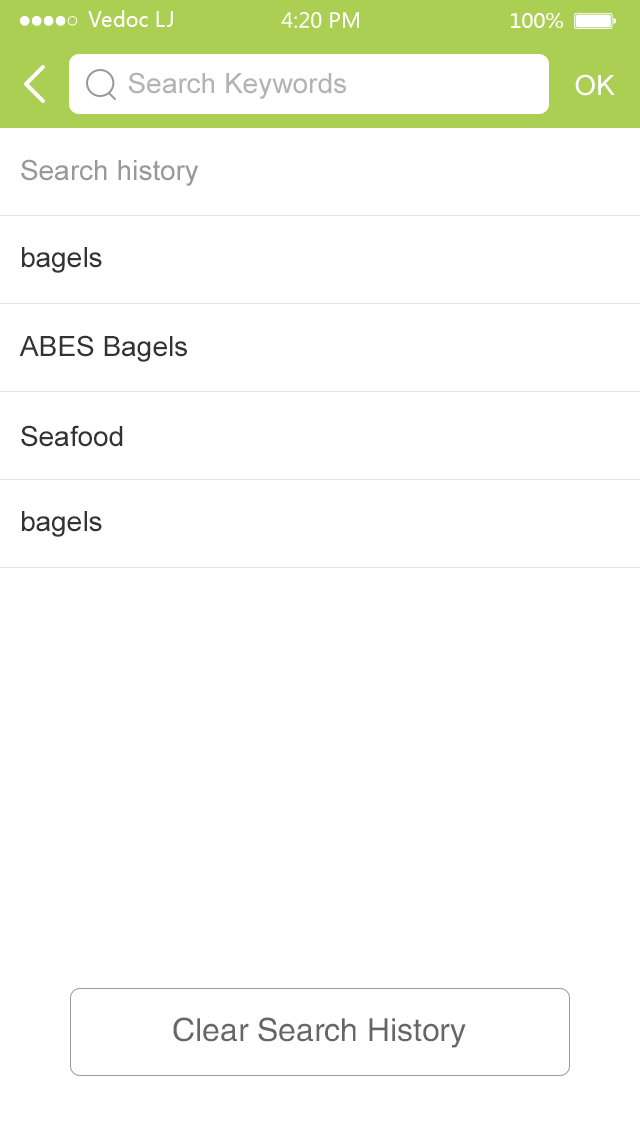 Vedoc LJ 4:20 PM 100%
Search Keywords OK
Search history
bagels
ABES Bagels
Seafood
bagels
Clear Search History